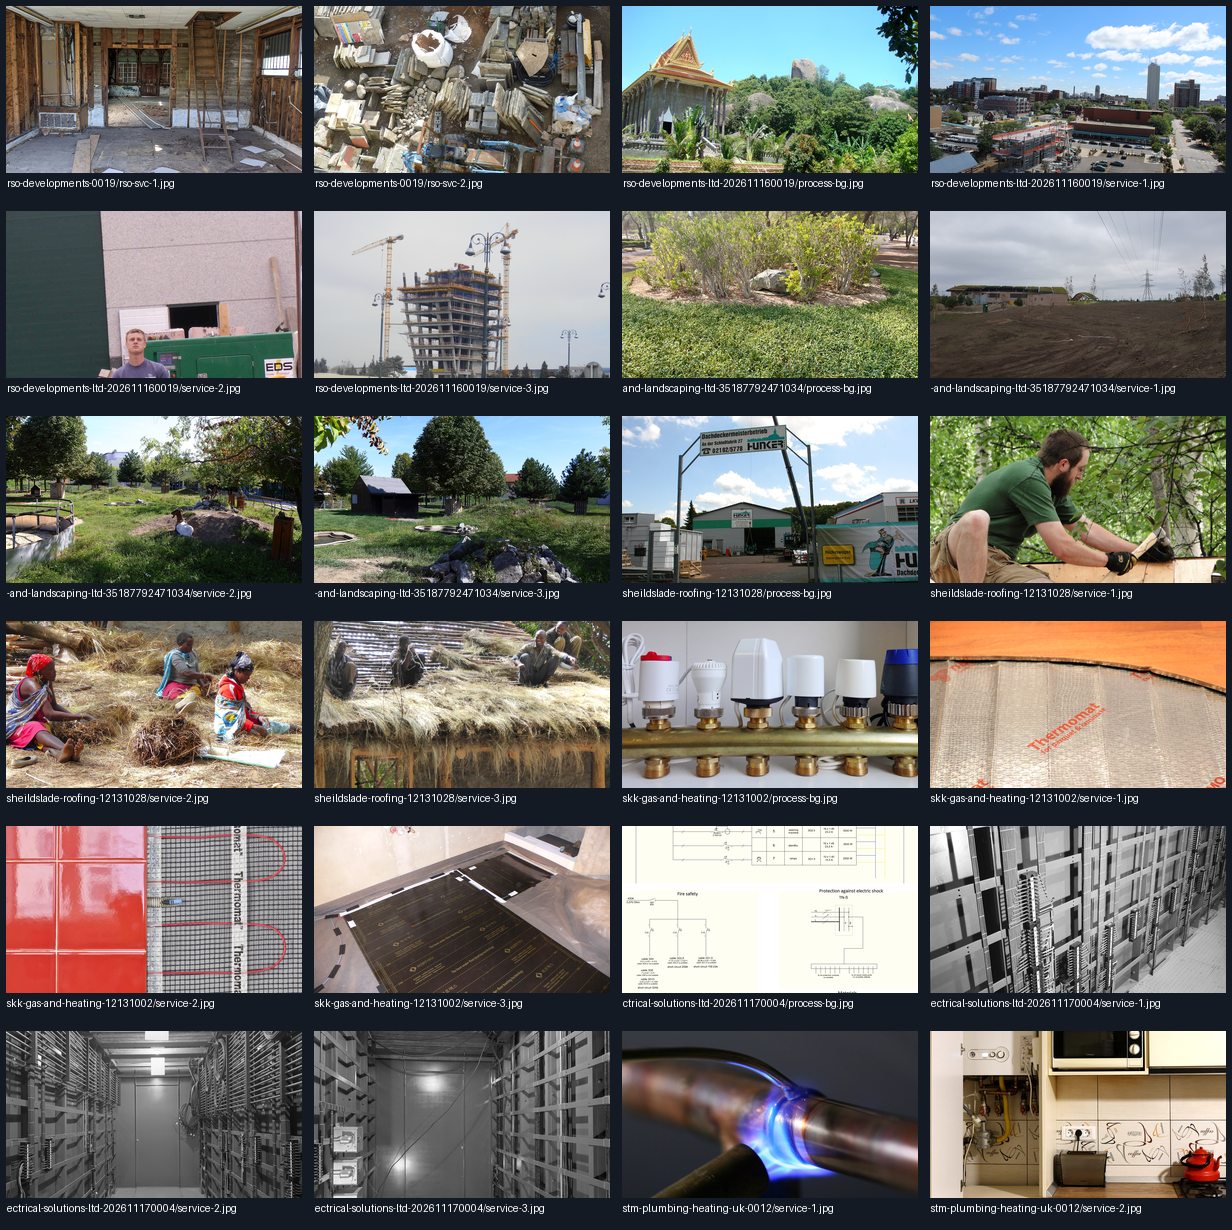 rso-developments-0019/rso-svc-1.jpg
rso-developments-0019/rso-svc-2.jpg
rso-developments-ltd-202611160019/process-bg.jpg
rso-developments-ltd-202611160019/service-1.jpg
EDS
rso-developments-ltd-202611160019/service-2.jpg
rso-developments-ltd-202611160019/service-3.jpg
and-landscaping-ltd-35187792471034/process-bg.jpg
-and-landscaping-ltd-35187792471034/service-1.jpg
Dachdeckermeisterbetrieb
HÜNKER
-and-landscaping-ltd-35187792471034/service-2.jpg
-and-landscaping-ltd-35187792471034/service-3.jpg
sheildslade-roofing-12131028/process-bg.jpg
sheildslade-roofing-12131028/service-1.jpg
Thermomat
sheildslade-roofing-12131028/service-2.jpg
sheildslade-roofing-12131028/service-3.jpg
skk-gas-and-heating-12131002/process-bg.jpg
skk-gas-and-heating-12131002/service-1.jpg
Thermomat
Fire safety
Protection against electric shock
skk-gas-and-heating-12131002/service-2.jpg
skk-gas-and-heating-12131002/service-3.jpg
ctrical-solutions-ltd-202611170004/process-bg.jpg
ectrical-solutions-ltd-202611170004/service-1.jpg
ectrical-solutions-ltd-202611170004/service-2.jpg
ectrical-solutions-ltd-202611170004/service-3.jpg
stm-plumbing-heating-uk-0012/service-1.jpg
stm-plumbing-heating-uk-0012/service-2.jpg